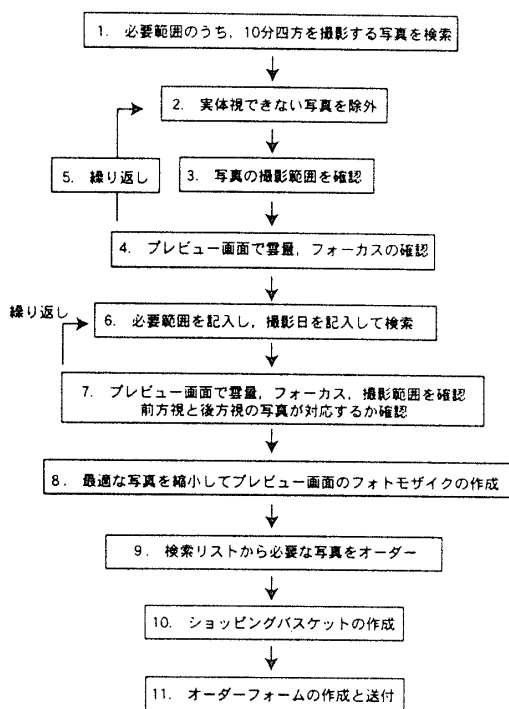 1. 必要範囲のうち，10分四方を撮影する写真を検索
2. 実体視できない写真を除外
5. 繰り返し
3. 写真の撮影範囲を確認
4. プレビュー画面で雲量，フォーカスの確認
繰り返し
6. 必要範囲を記入し，撮影日を記入して検索
7. プレビュー画面で雲量，フォーカス，撮影範囲を確認
前方視と後方視の写真が対応するか確認
8. 最適な写真を縮小してプレビュー画面のフォトモザイクの作成
9. 検索リストから必要な写真をオーダー
10. ショッピングバスケットの作成
11. オーダーフォームの作成と送付